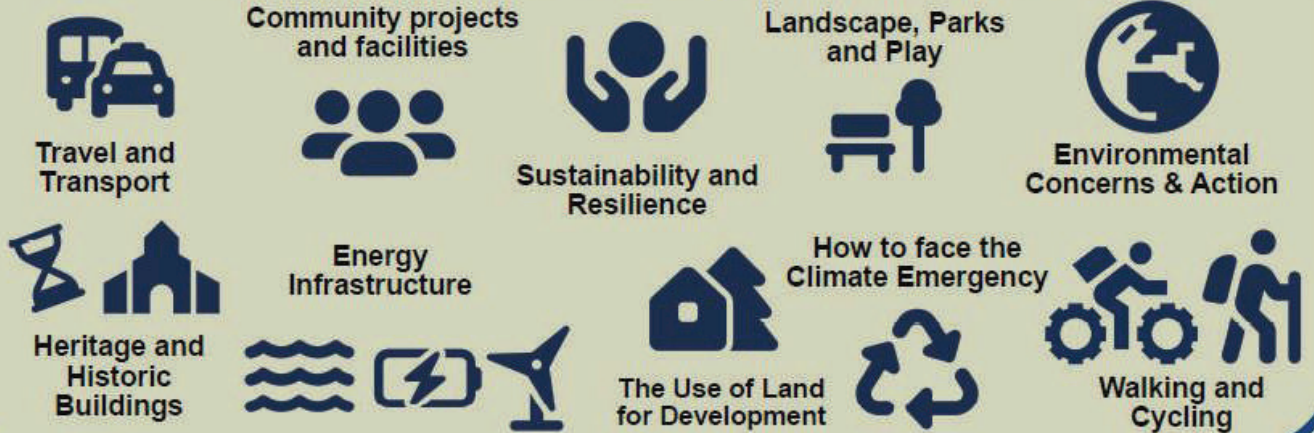 Community projects
and facilities
Landscape, Parks
and Play
Travel and
Transport
Sustainability and
Resilience
Environmental
Concerns & Action
Energy
Infrastructure
How to face the
Climate Emergency
Heritage and
Historic
Buildings
The Use of Land
for Development
Walking and
Cycling